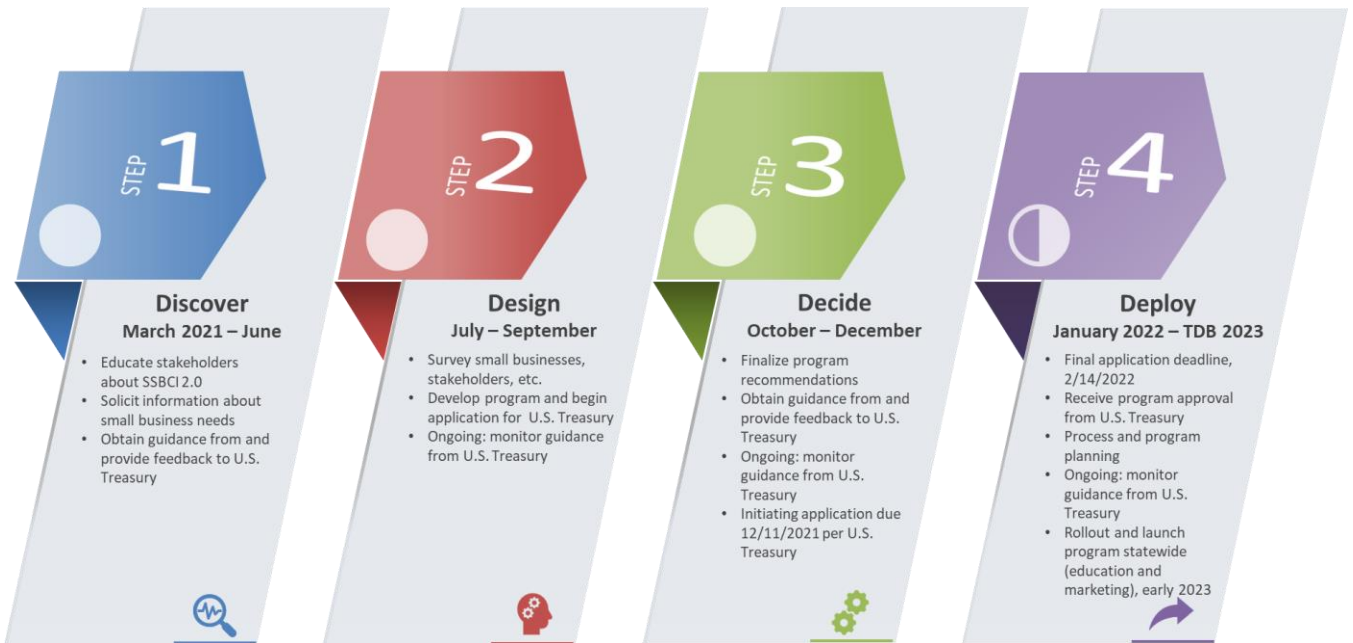 STEP 1
Discover
March 2021 – June
• Educate stakeholders
about SSBCI 2.0
• Solicit information about
small business needs
• Obtain guidance from and
provide feedback to U.S.
Treasury
STEP 2
Design
July – September
• Survey small businesses,
stakeholders, etc.
• Develop program and begin
application for U.S. Treasury
• Ongoing: monitor guidance
from U.S. Treasury
STEP 3
Decide
October – December
• Finalize program
recommendations
• Obtain guidance from and
provide feedback to U.S.
Treasury
• Ongoing: monitor
guidance from U.S.
Treasury
• Initiating application due
12/11/2021 per U.S.
Treasury
STEP 4
Deploy
January 2022 – TDB 2023
• Final application deadline,
2/14/2022
• Receive program approval
from U.S. Treasury
• Process and program
planning
• Ongoing: monitor
guidance from U.S.
Treasury
• Rollout and launch
program statewide
(education and
marketing), early 2023